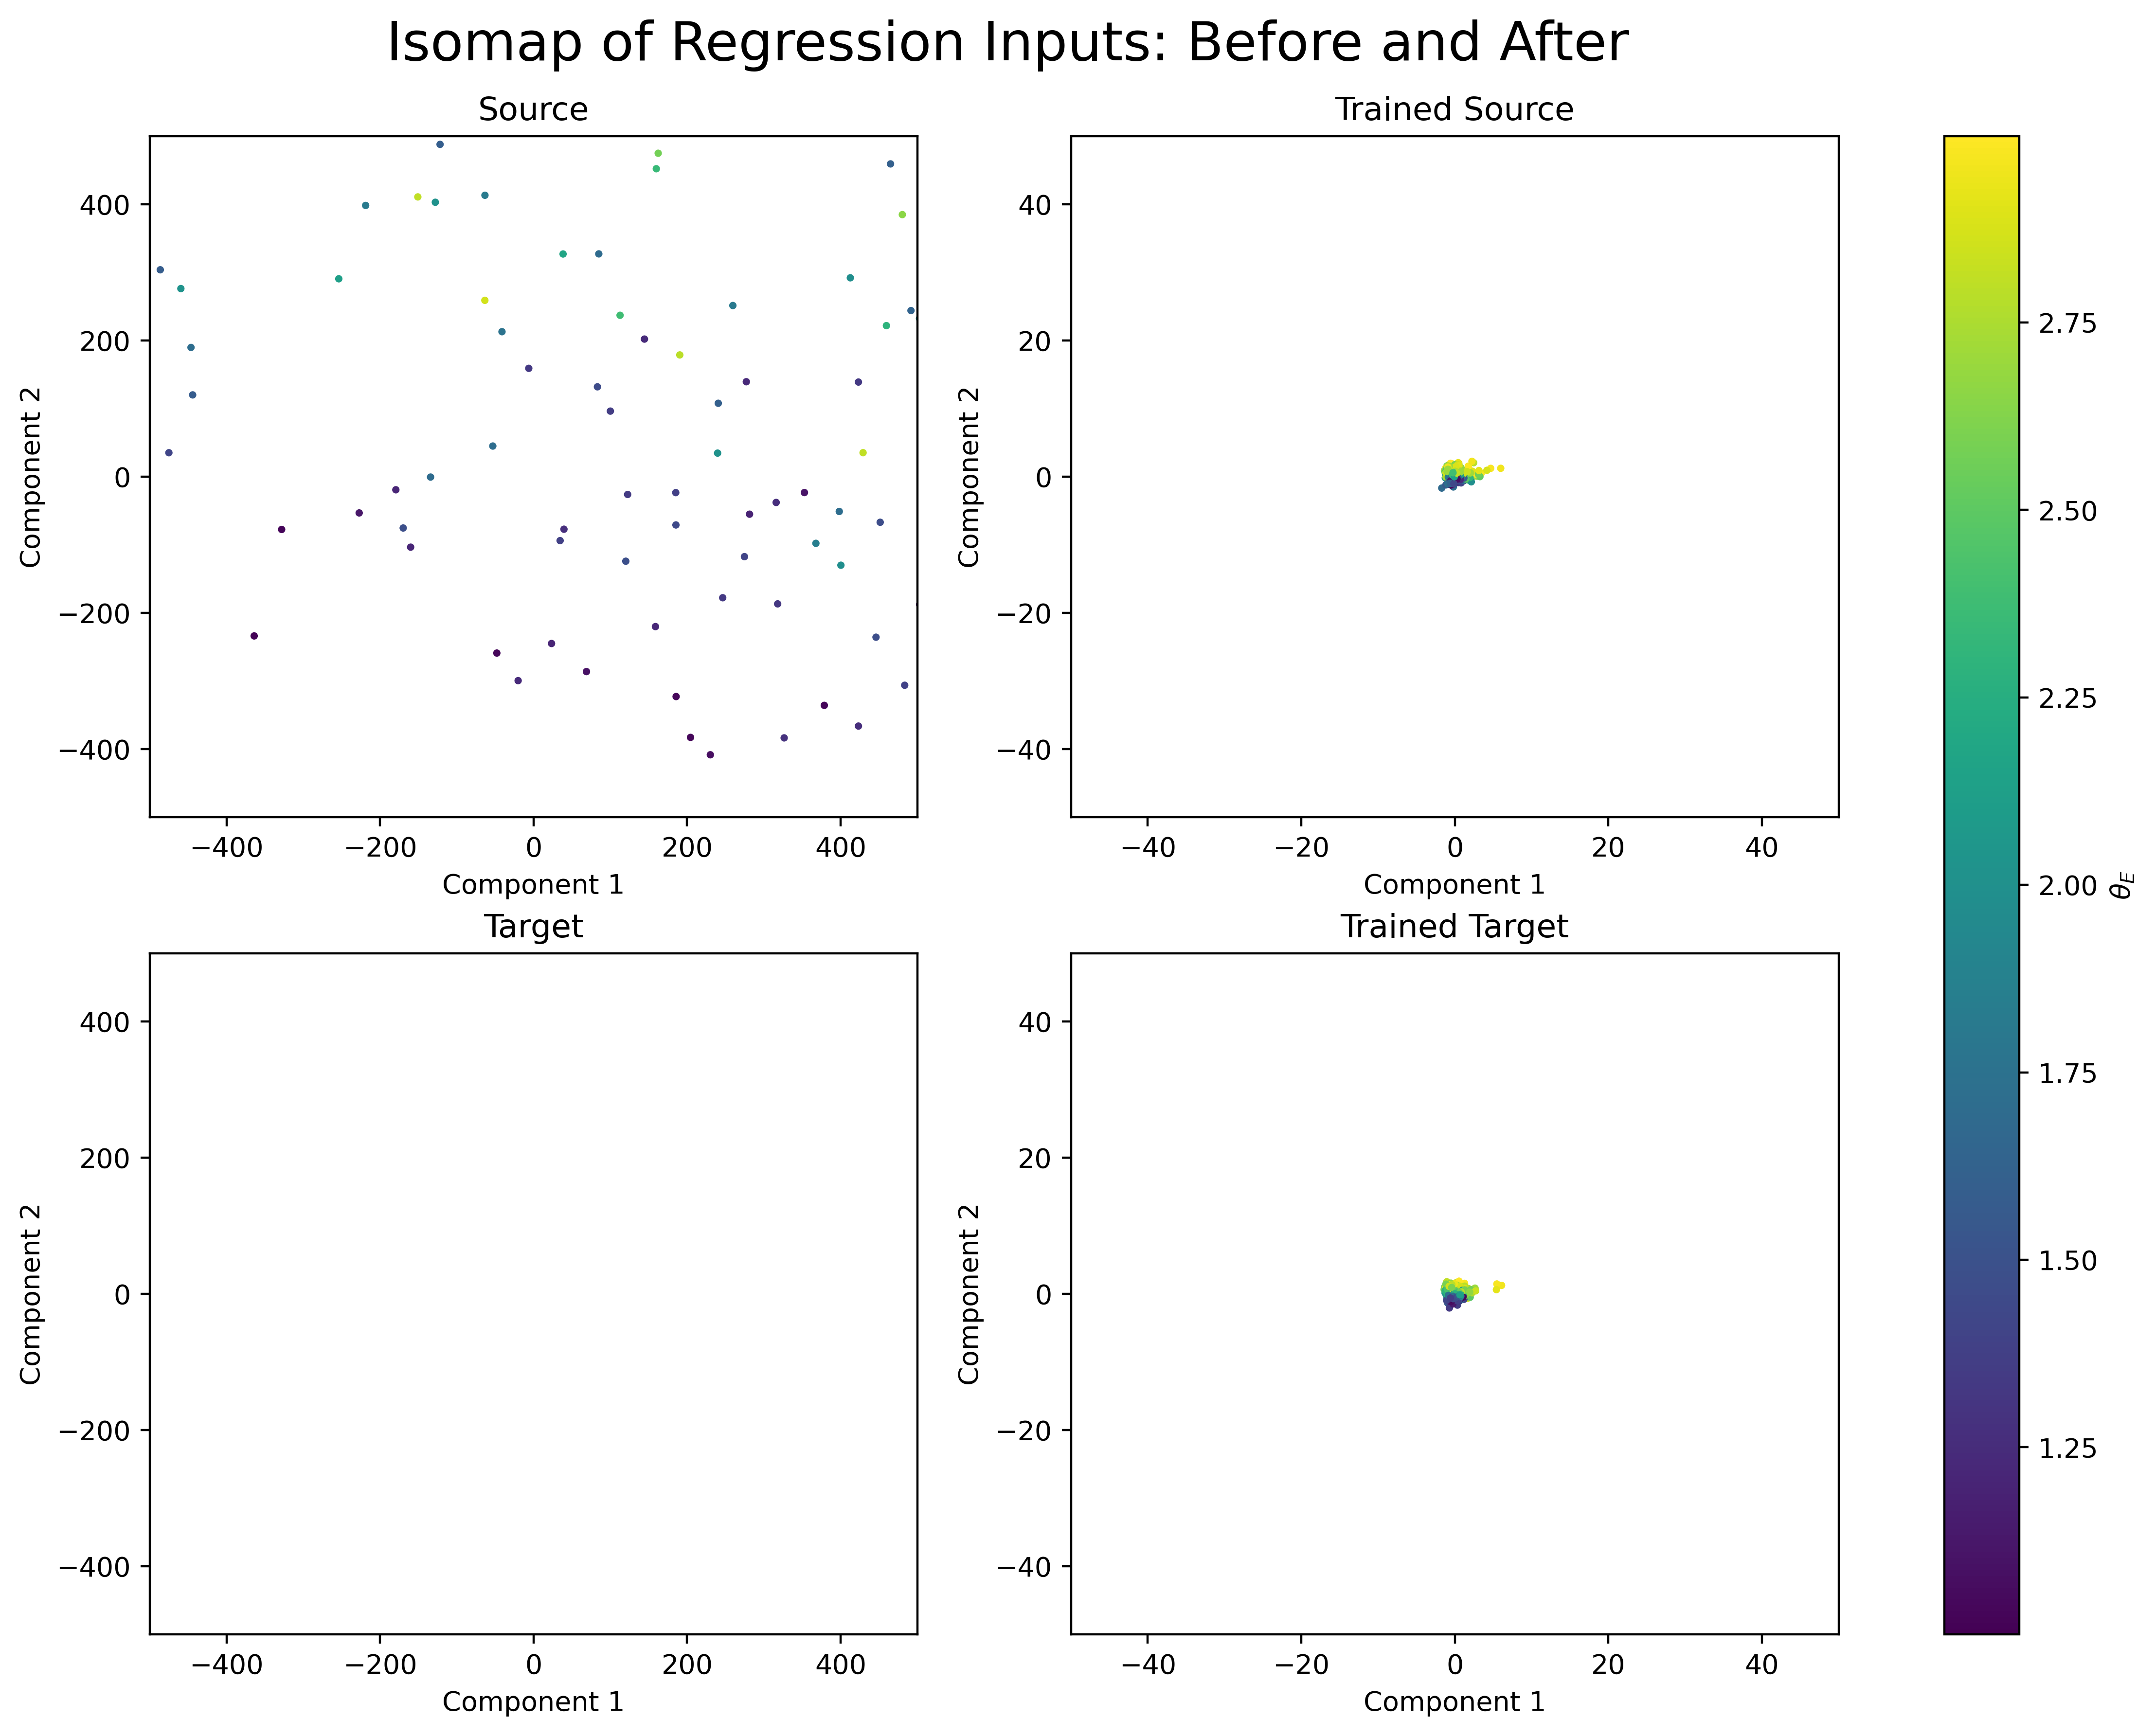 Isomap of Regression Inputs: Before and After
Source
Trained Source
400
200
0
−200
−400
Component 2
−400 −200 0 200 400
Component 1
40
20
0
−20
−40
Component 2
−40 −20 0 20 40
Component 1
Target
Trained Target
400
200
0
−200
−400
Component 2
−400 −200 0 200 400
Component 1
40
20
0
−20
−40
Component 2
−40 −20 0 20 40
Component 1
2.75
2.50
2.25
2.00
1.75
1.50
1.25
θ_E